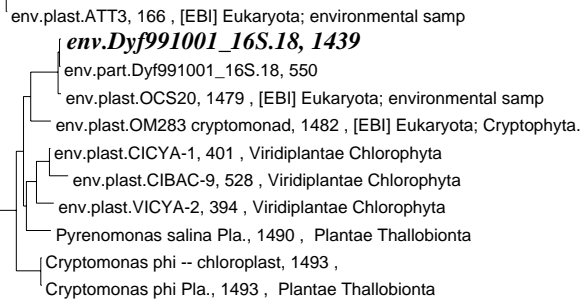 env.plast.ATT3, 166 , [EBI] Eukaryota; environmental samp
env.Dyf991001_16S.18, 1439
env.part.Dyf991001_16S.18, 550
env.plast.OCS20, 1479 , [EBI] Eukaryota; environmental samp
env.plast.OM283 cryptomonad, 1482 , [EBI] Eukaryota; Cryptophyta.
env.plast.CICYA-1, 401 , Viridiplantae Chlorophyta
env.plast.CIBAC-9, 528 , Viridiplantae Chlorophyta
env.plast.VICYA-2, 394 , Viridiplantae Chlorophyta
Pyrenomonas salina Pla., 1490 , Plantae Thallobionta
Cryptomonas phi -- chloroplast, 1493 ,
Cryptomonas phi Pla., 1493 , Plantae Thallobionta